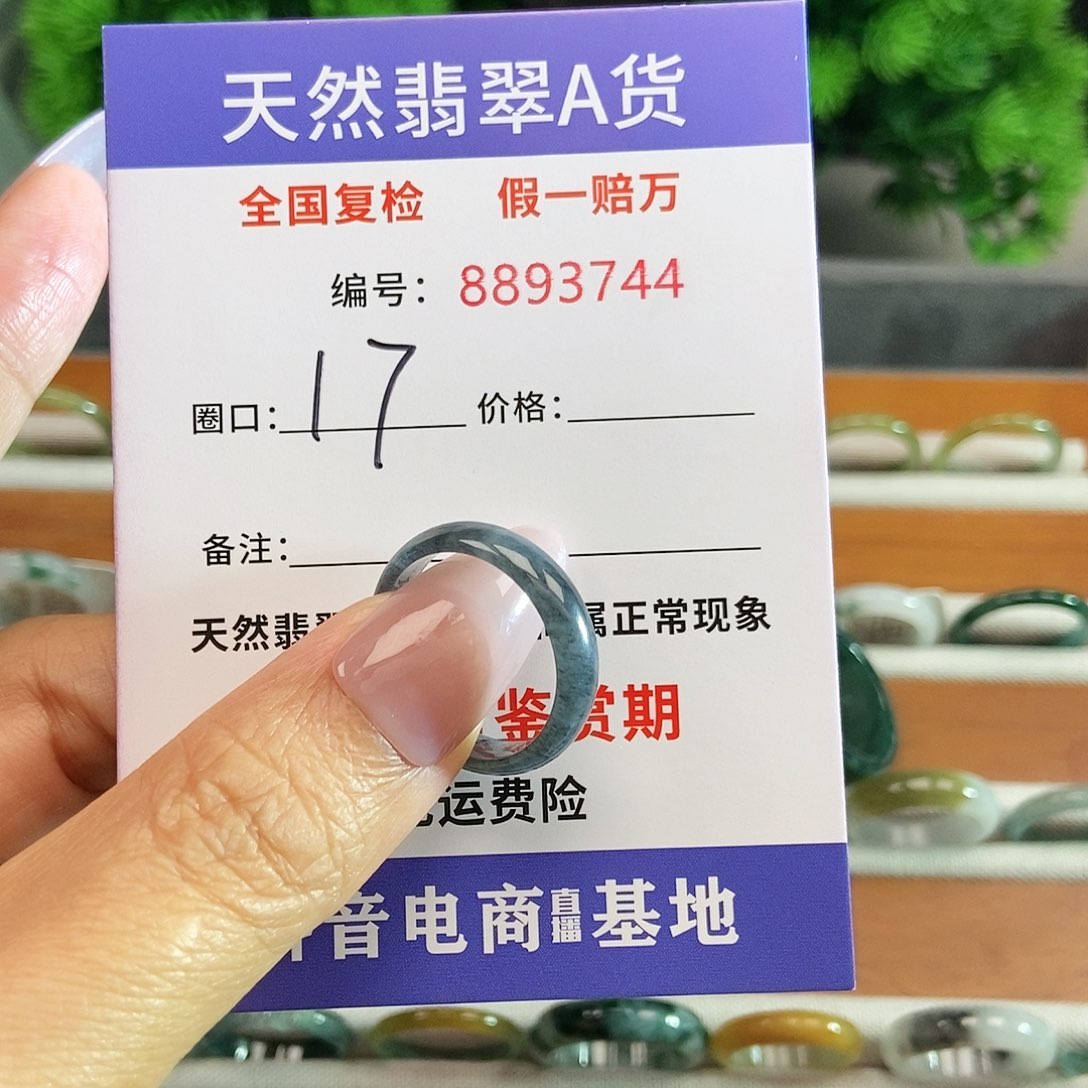 天然翡翠A货
全国复检 假一赔万
编号：8893744
圈口：17 价格：
备注：
天然翡 属正常现象
鉴赏期
运费险
音电商直播基地